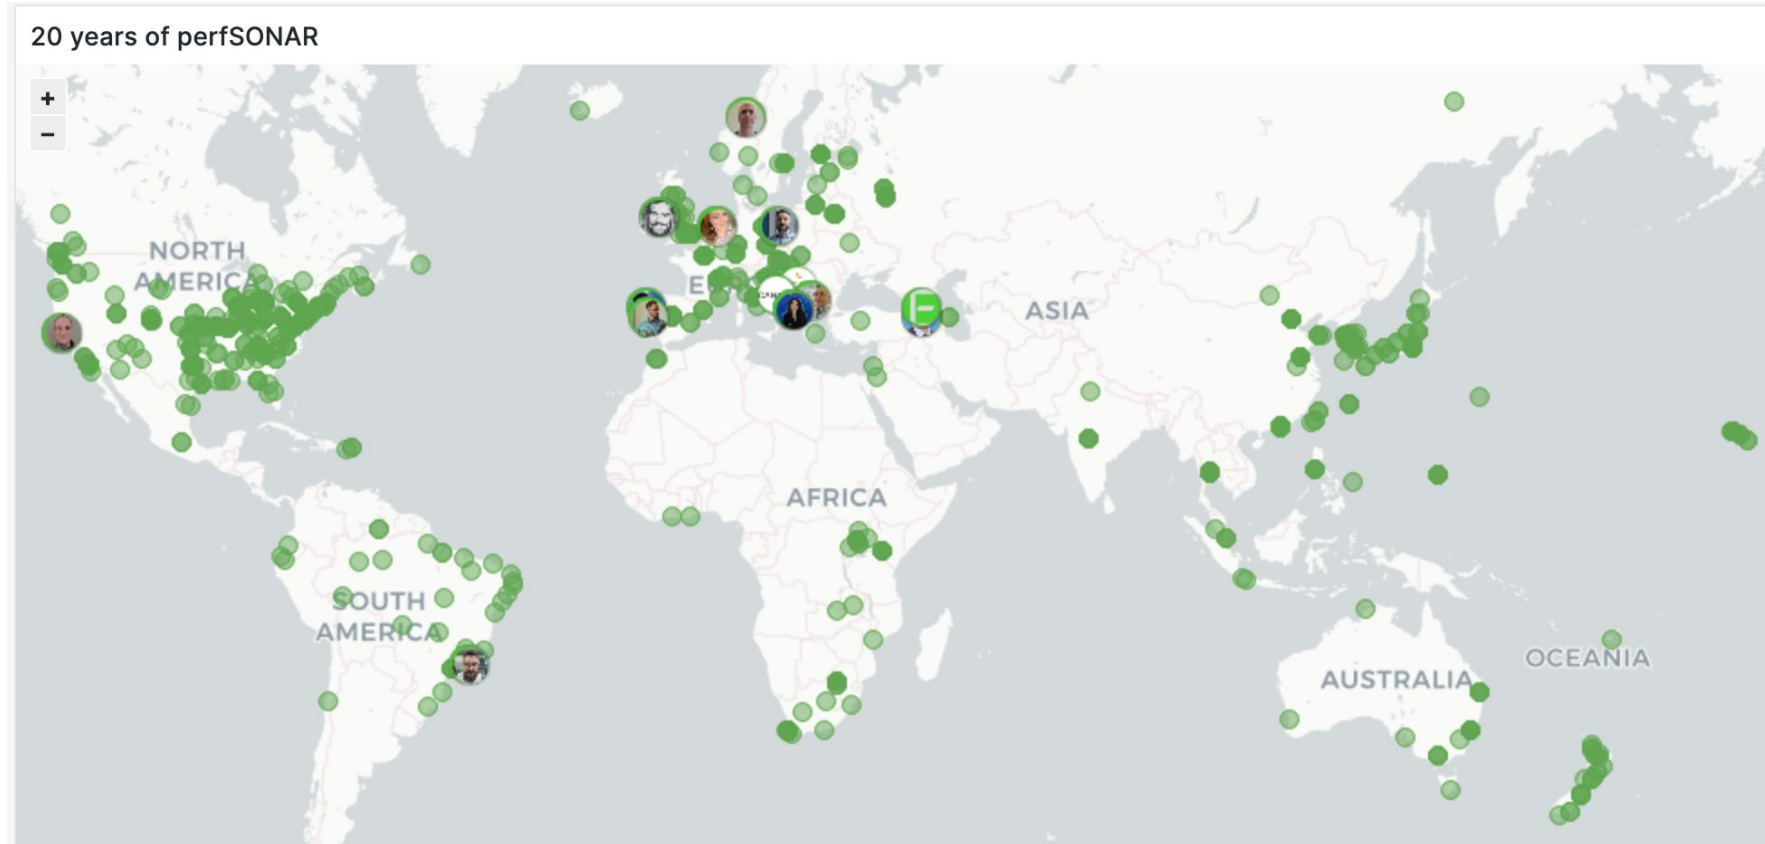 20 years of perfSONAR
+
−
NORTH
AMERICA
ASIA
AFRICA
SOUTH
AMERICA
OCEANIA
AUSTRALIA